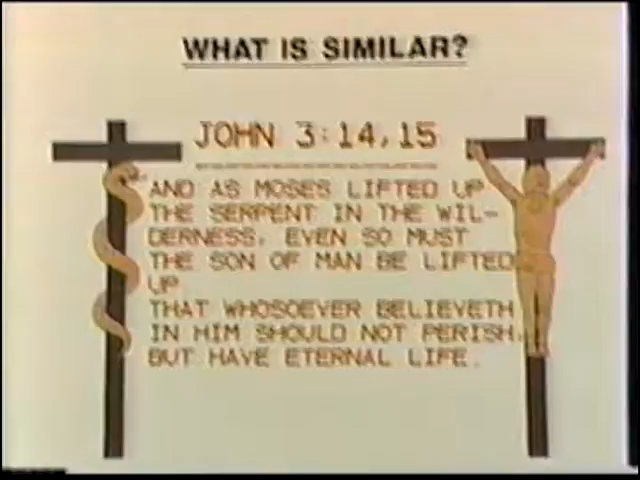 WHAT IS SIMILAR?
JOHN 3:14,15
AND AS MOSES LIFTED UP
THE SERPENT IN THE WIL-
DERNESS, EVEN SO MUST
THE SON OF MAN BE LIFTED
UP
THAT WHOSOEVER BELIEVETH
IN HIM SHOULD NOT PERISH,
BUT HAVE ETERNAL LIFE.